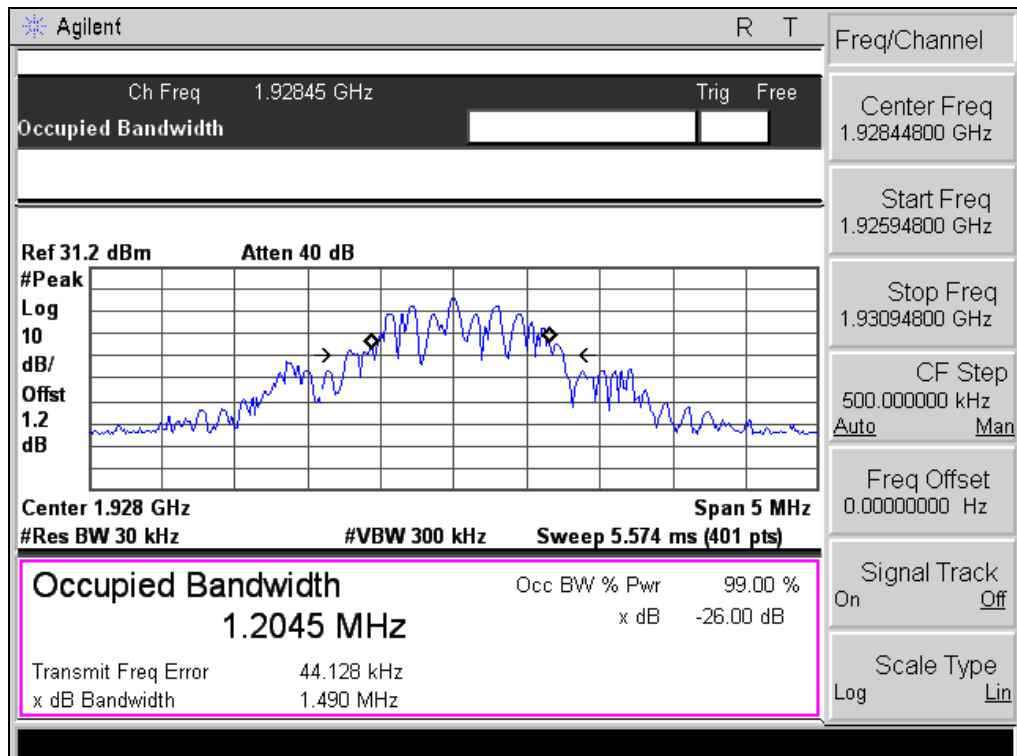 Agilent R T
Ch Freq 1.92845 GHz Trig Free
Occupied Bandwidth
Ref 31.2 dBm Atten 40 dB
#Peak
Log
10
dB/
Offst
1.2
dB
Center 1.928 GHz Span 5 MHz
#Res BW 30 kHz #VBW 300 kHz Sweep 5.574 ms (401 pts)
Occupied Bandwidth
1.2045 MHz
Occ BW % Pwr 99.00 %
x dB -26.00 dB
Transmit Freq Error 44.128 kHz
x dB Bandwidth 1.490 MHz
Freq/Channel
Center Freq
1.92844800 GHz
Start Freq
1.92594800 GHz
Stop Freq
1.93094800 GHz
CF Step
500.000000 kHz
Auto Man
Freq Offset
0.00000000 Hz
Signal Track
On Off
Scale Type
Log Lin